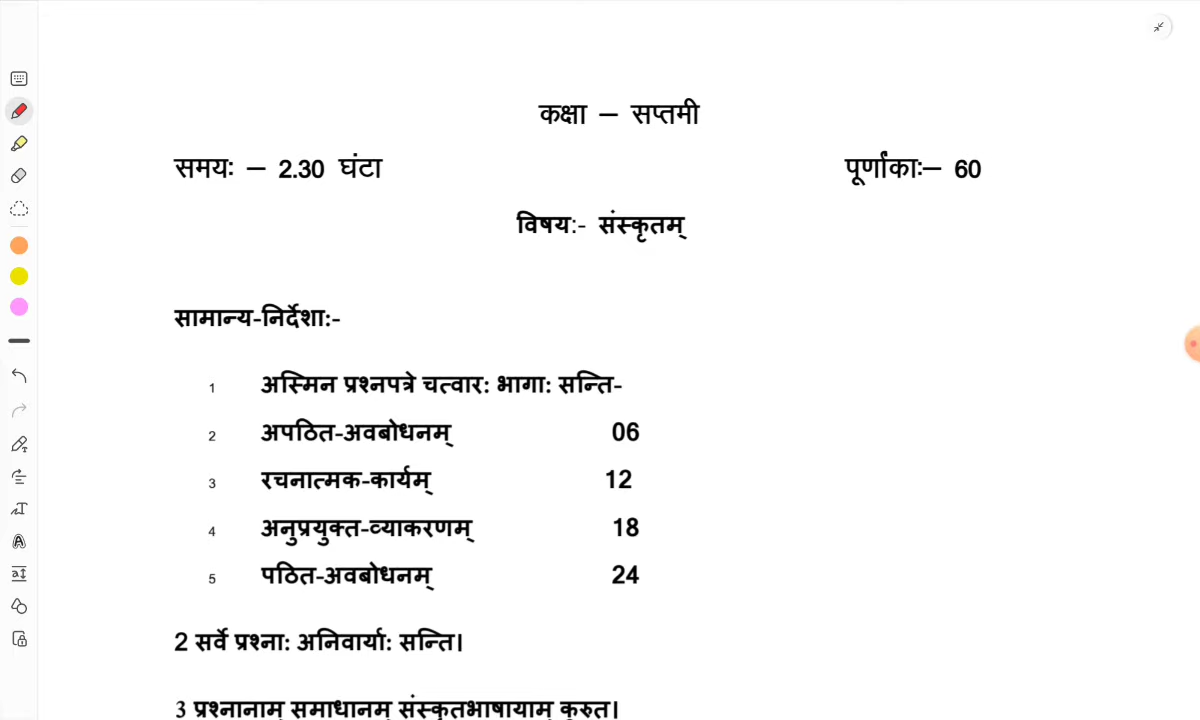 कक्षा – सप्तमी
समयः – 2.30 घंटा पूर्णांकाः– 60
विषयः- संस्कृतम्
सामान्य-निर्देशाः-
1 अस्मिन प्रश्नपत्रे चत्वारः भागाः सन्ति-
2 अपठित-अवबोधनम् 06
3 रचनात्मक-कार्यम् 12
4 अनुप्रयुक्त-व्याकरणम् 18
5 पठित-अवबोधनम् 24
2 सर्वे प्रश्नाः अनिवार्याः सन्ति।
3 प्रश्नानाम् समाधानम् संस्कृतभाषायाम् कुरुत।